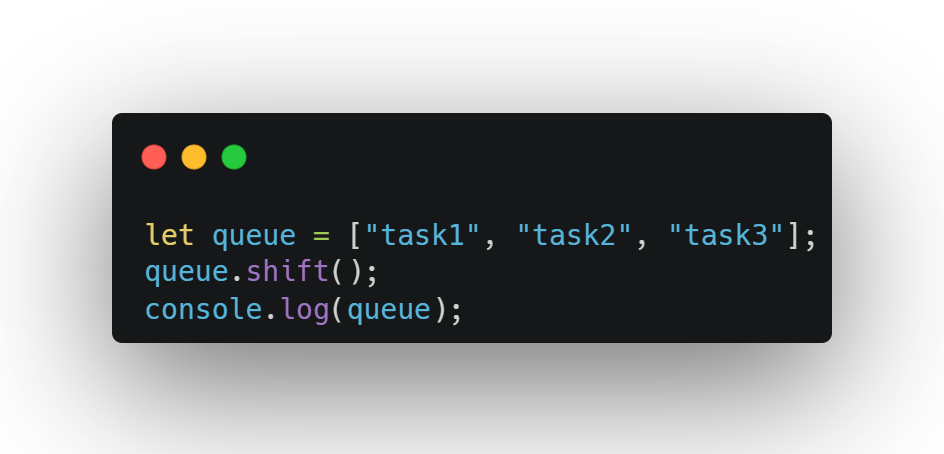 let queue = ["task1", "task2", "task3"];
queue.shift();
console.log(queue);